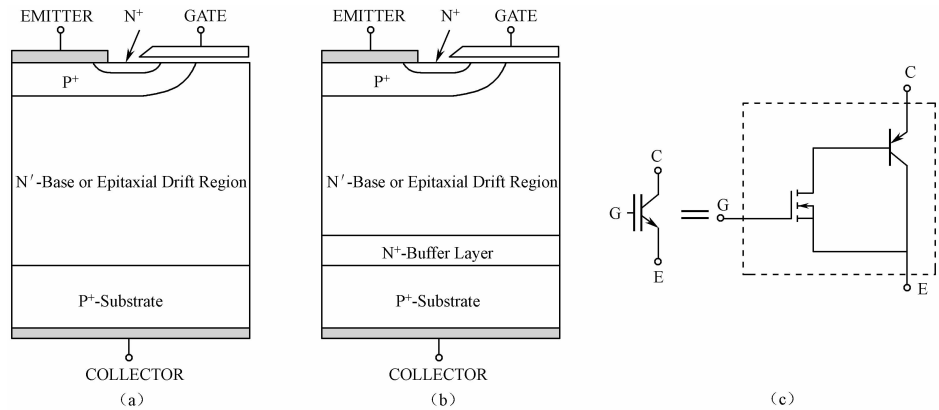 EMITTER N⁺ GATE
P⁺
N′-Base or Epitaxial Drift Region
P⁺-Substrate
COLLECTOR
（a）
EMITTER N⁺ GATE
P⁺
N′-Base or Epitaxial Drift Region
N⁺-Buffer Layer
P⁺-Substrate
COLLECTOR
（b）
C
G
E
G
C
E
（c）